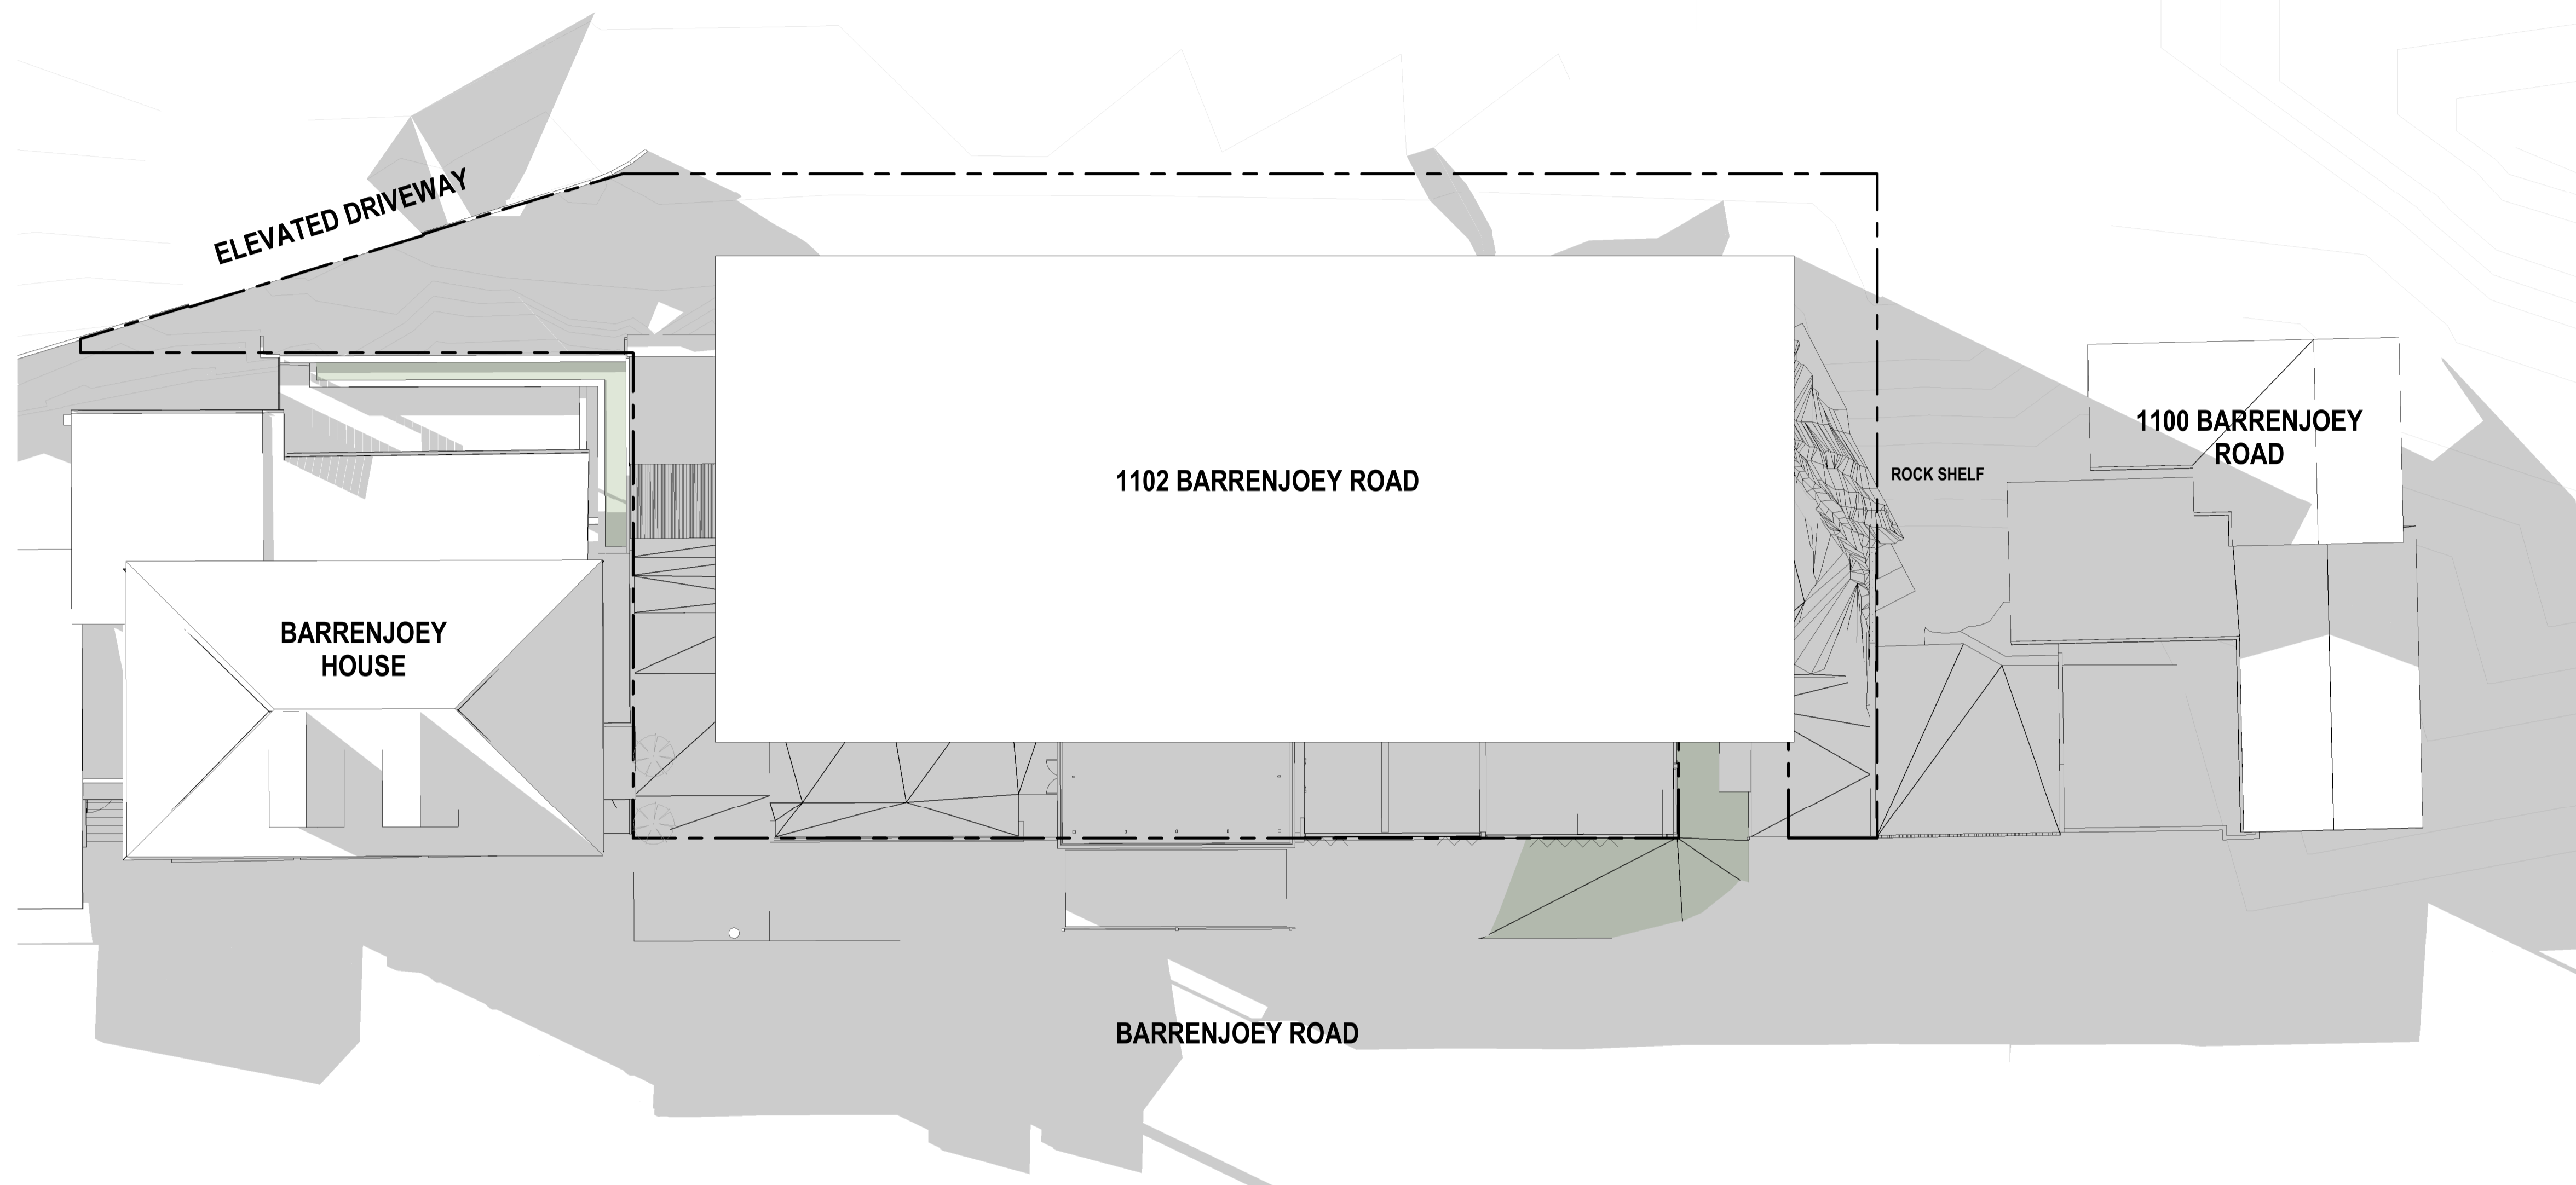 ELEVATED DRIVEWAY
1102 BARRENJOEY ROAD
1100 BARRENJOEY
ROAD
ROCK SHELF
BARRENJOEY
HOUSE
BARRENJOEY ROAD